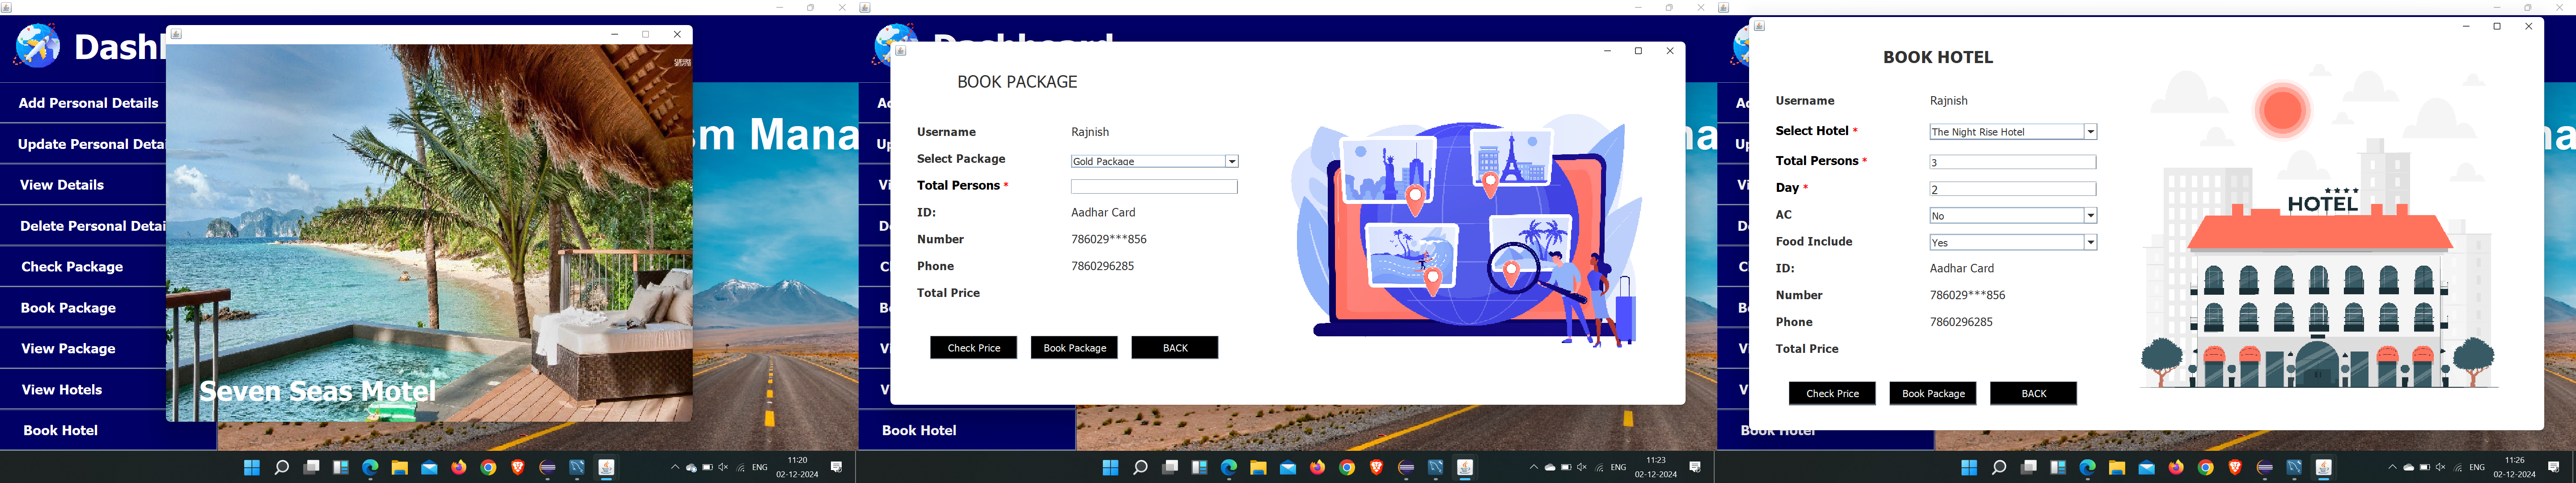 Dashl
Add Personal Details
Update Personal Detai
View Details
Delete Personal Detai
Check Package
Book Package
View Package
View Hotels
Book Hotel
sm Mana
Seven Seas Motel
ENG
11:20
02-12-2024
Dashboard
BOOK PACKAGE
Username Rajnish
Select Package Gold Package
Total Persons *
ID: Aadhar Card
Number 786029***856
Phone 7860296285
Total Price
Check Price Book Package BACK
Book Hotel
ENG
11:23
02-12-2024
BOOK HOTEL
Username Rajnish
Select Hotel * The Night Rise Hotel
Total Persons * 3
Day * 2
AC No
Food Include Yes
ID: Aadhar Card
Number 786029***856
Phone 7860296285
Total Price
Check Price Book Package BACK
HOTEL
Book Hotel
ENG
11:26
02-12-2024